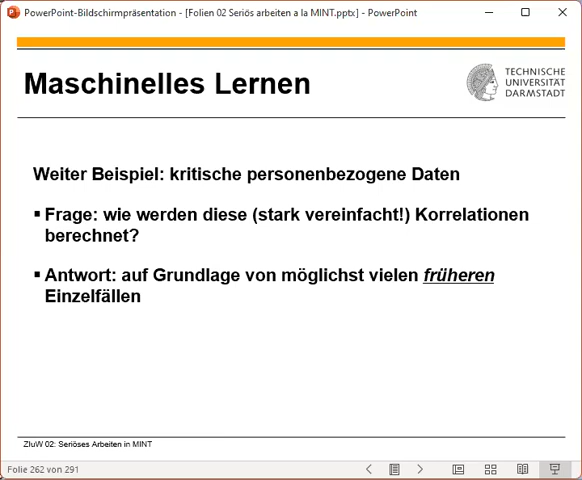 PowerPoint-Bildschirmpräsentation - [Folien 02 Seriös arbeiten a la MINT.pptx] - PowerPoint
Maschinelles Lernen
TECHNISCHE
UNIVERSITÄT
DARMSTADT
Weiter Beispiel: kritische personenbezogene Daten
▪ Frage: wie werden diese (stark vereinfacht!) Korrelationen
berechnet?
▪ Antwort: auf Grundlage von möglichst vielen früheren
Einzelfällen
ZIuW 02: Seriöses Arbeiten in MINT
Folie 262 von 291